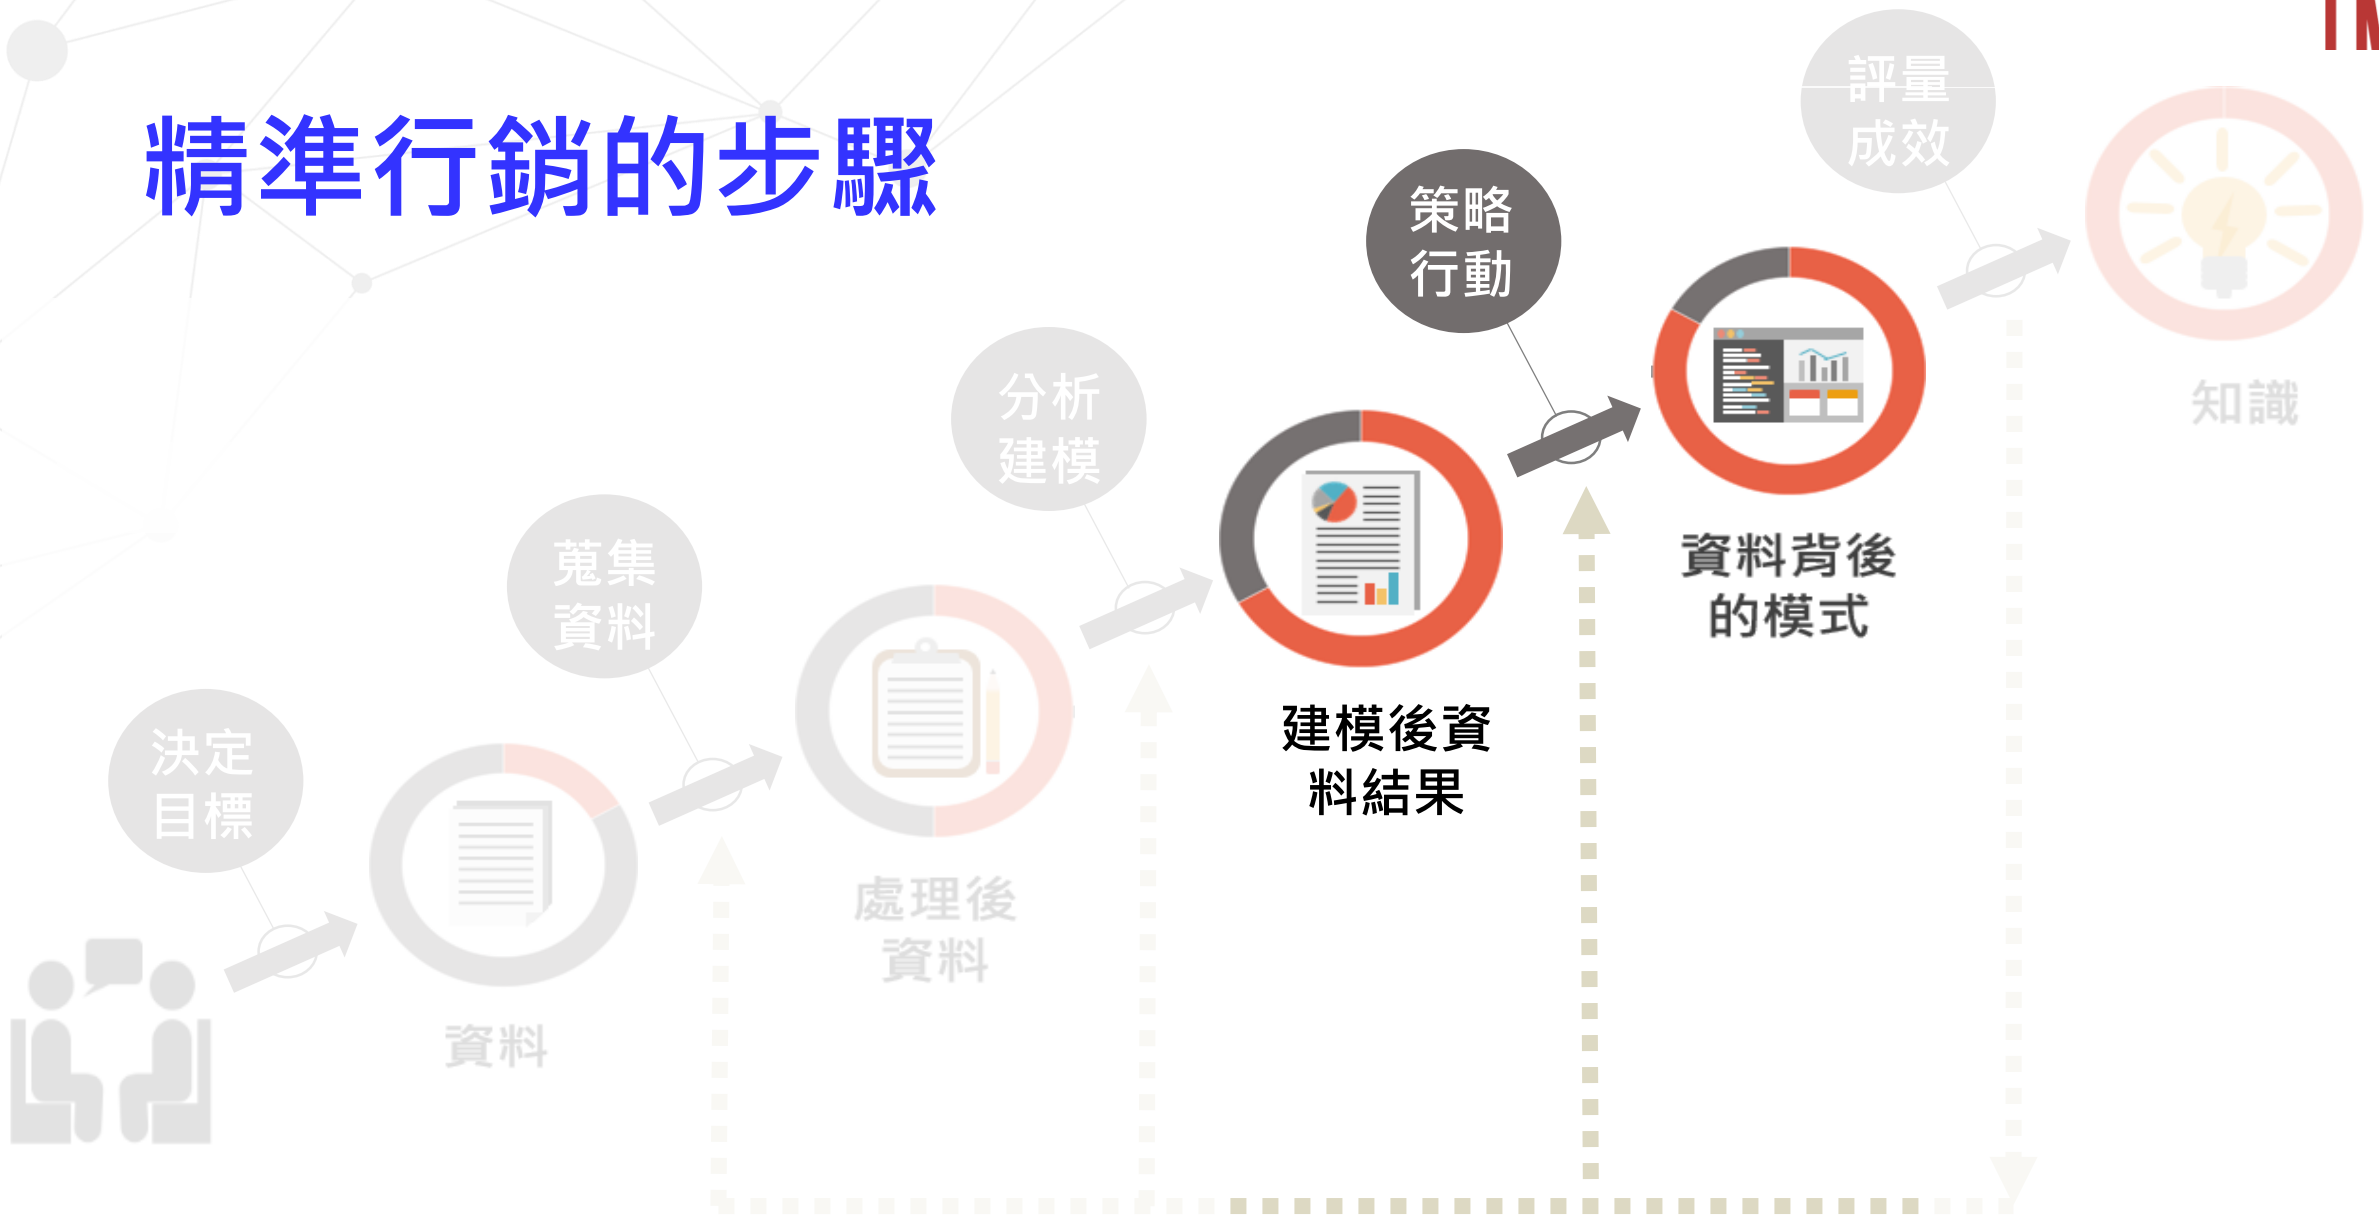 精準行銷的步驟
評量
成效
策略
行動
知識
分析
建模
資料背後
的模式
蒐集
資料
建模後資
料結果
決定
目標
處理後
資料
資料